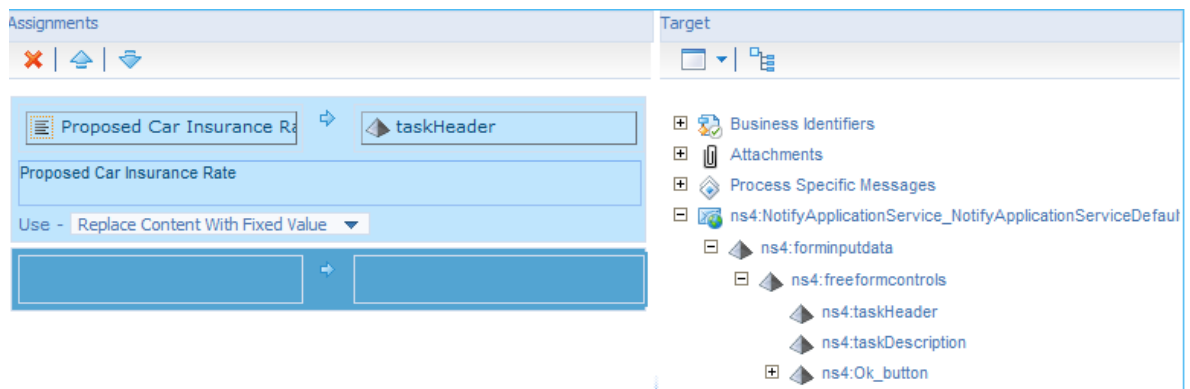 Assignments
Target
Proposed Car Insurance Ra
taskHeader
Proposed Car Insurance Rate
Use - Replace Content With Fixed Value
Business Identifiers
Attachments
Process Specific Messages
ns4:NotifyApplicationService_NotifyApplicationServiceDefault
ns4:forminputdata
ns4:freeformcontrols
ns4:taskHeader
ns4:taskDescription
ns4:Ok_button